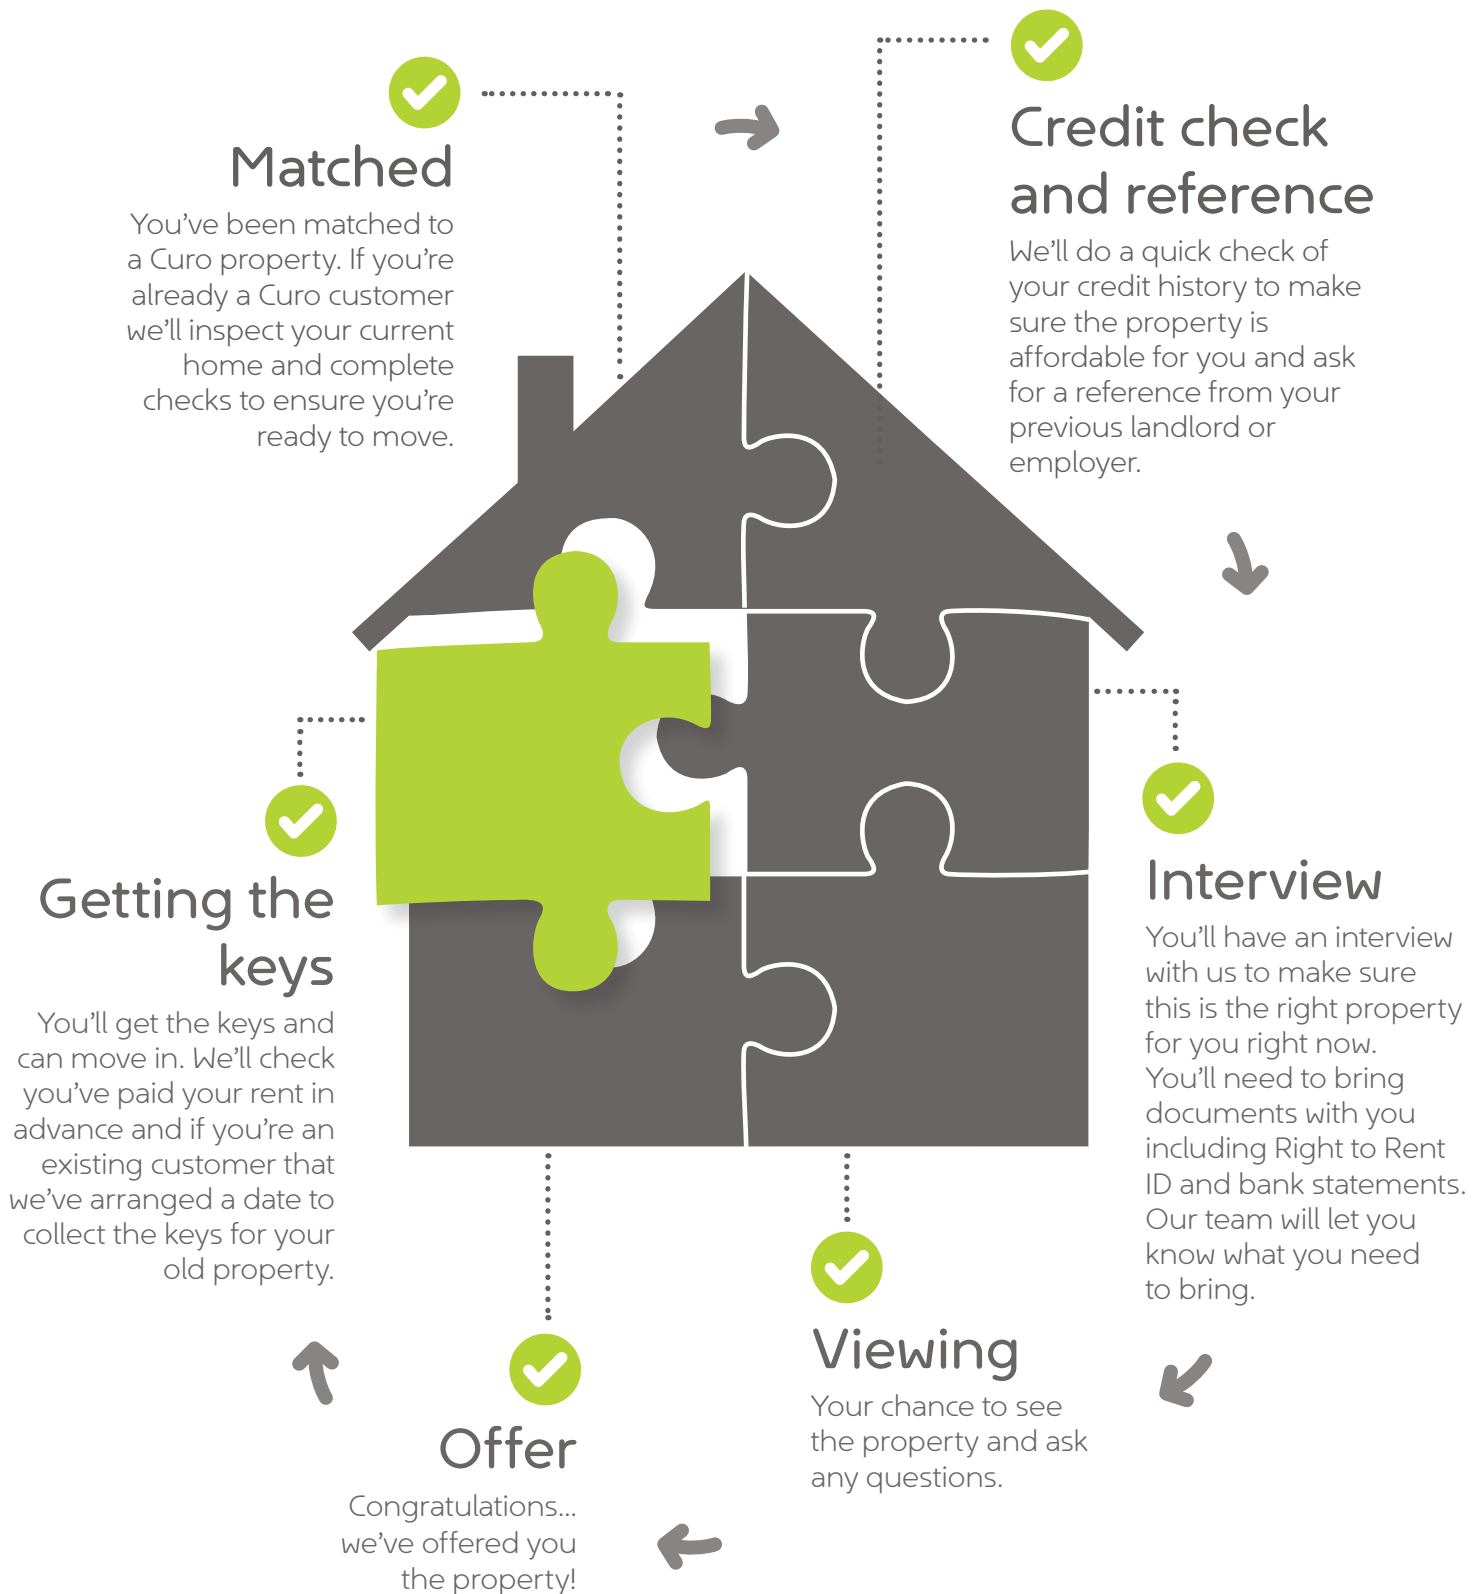 Matched
You've been matched to
a Curo property. If you're
already a Curo customer
we'll inspect your current
home and complete
checks to ensure you're
ready to move.
Credit check
and reference
We'll do a quick check of
your credit history to make
sure the property is
affordable for you and ask
for a reference from your
previous landlord or
employer.
Interview
You'll have an interview
with us to make sure
this is the right property
for you right now.
You'll need to bring
documents with you
including Right to Rent
ID and bank statements.
Our team will let you
know what you need
to bring.
Viewing
Your chance to see
the property and ask
any questions.
Offer
Congratulations...
we've offered you
the property!
Getting the
keys
You'll get the keys and
can move in. We'll check
you've paid your rent in
advance and if you're an
existing customer that
we've arranged a date to
collect the keys for your
old property.